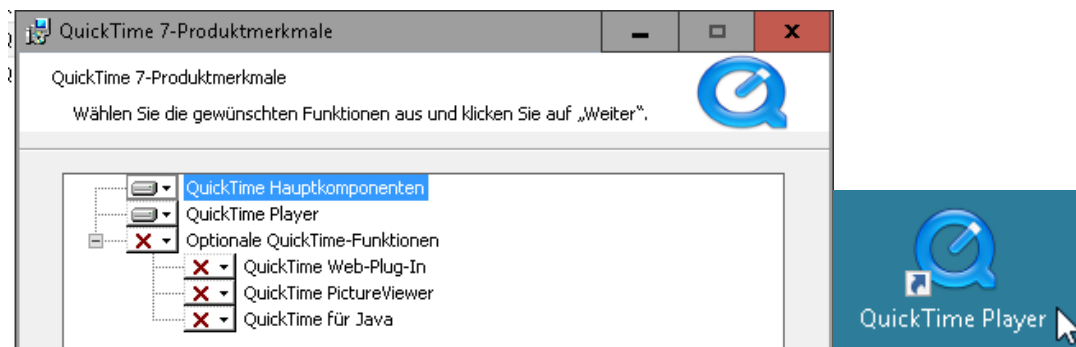 QuickTime 7-Produktmerkmale
QuickTime 7-Produktmerkmale
Wählen Sie die gewünschten Funktionen aus und klicken Sie auf „Weiter“.
QuickTime Hauptkomponenten
QuickTime Player
Optionale QuickTime-Funktionen
QuickTime Web-Plug-In
QuickTime PictureViewer
QuickTime für Java
QuickTime Player